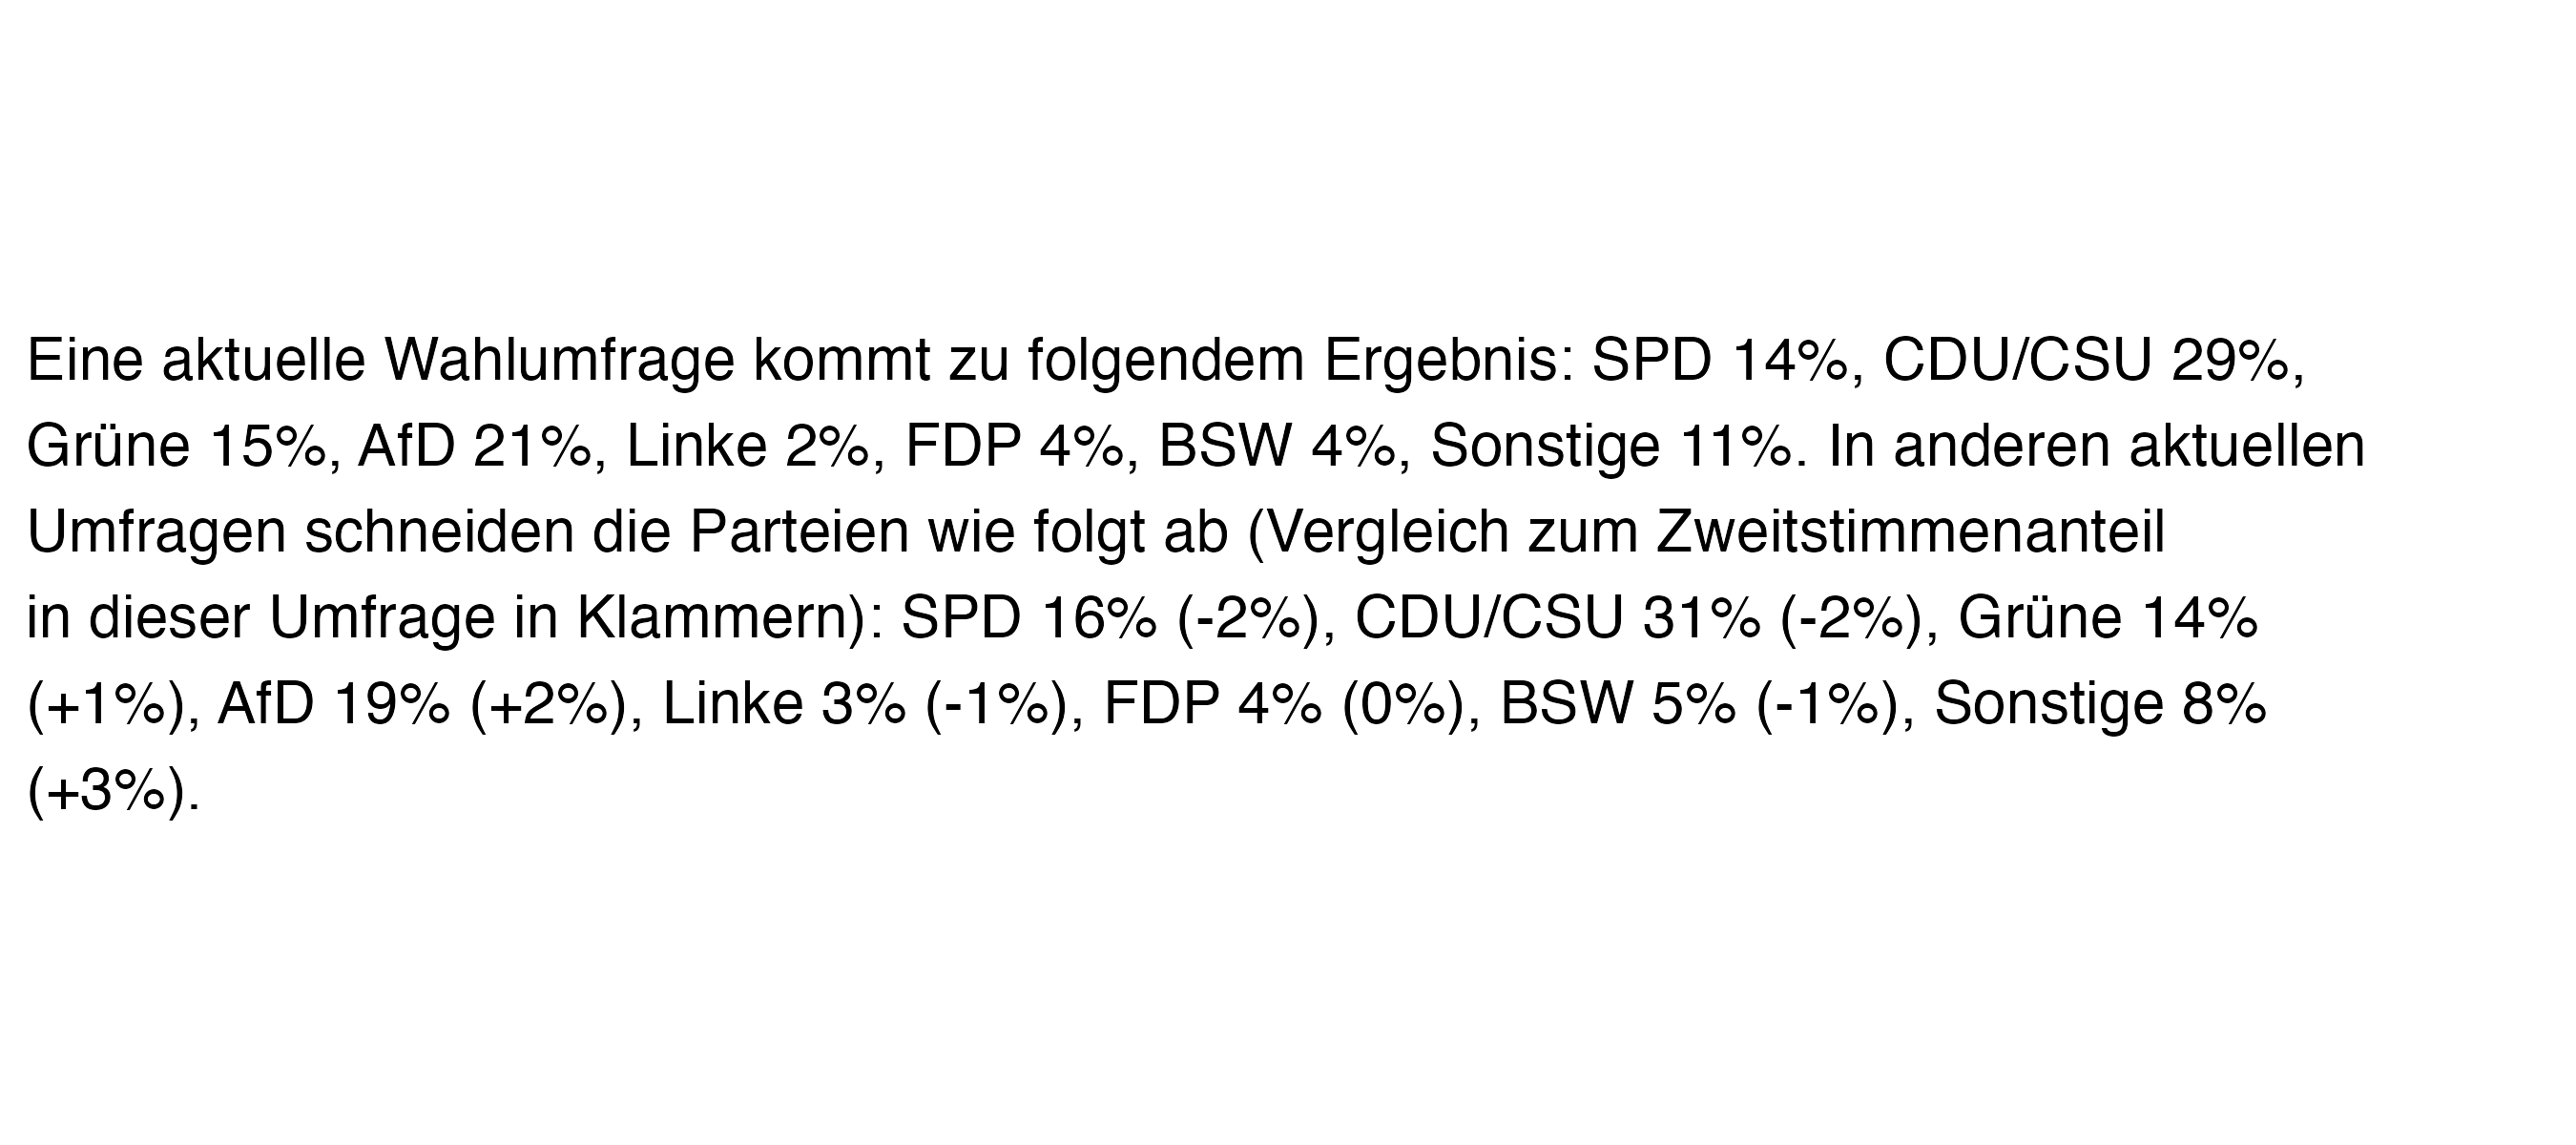 Eine aktuelle Wahlumfrage kommt zu folgendem Ergebnis: SPD 14%, CDU/CSU 29%,
Grüne 15%, AfD 21%, Linke 2%, FDP 4%, BSW 4%, Sonstige 11%. In anderen aktuellen
Umfragen schneiden die Parteien wie folgt ab (Vergleich zum Zweitstimmenanteil
in dieser Umfrage in Klammern): SPD 16% (-2%), CDU/CSU 31% (-2%), Grüne 14%
(+1%), AfD 19% (+2%), Linke 3% (-1%), FDP 4% (0%), BSW 5% (-1%), Sonstige 8%
(+3%).